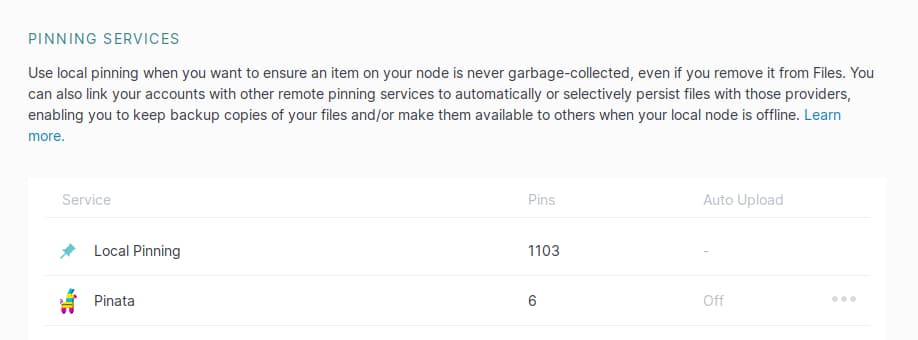 PINNING SERVICES
Use local pinning when you want to ensure an item on your node is never garbage-collected, even if you remove it from Files. You
can also link your accounts with other remote pinning services to automatically or selectively persist files with those providers,
enabling you to keep backup copies of your files and/or make them available to others when your local node is offline. Learn
more.
Service Pins Auto Upload
Local Pinning 1103 -
Pinata 6 Off